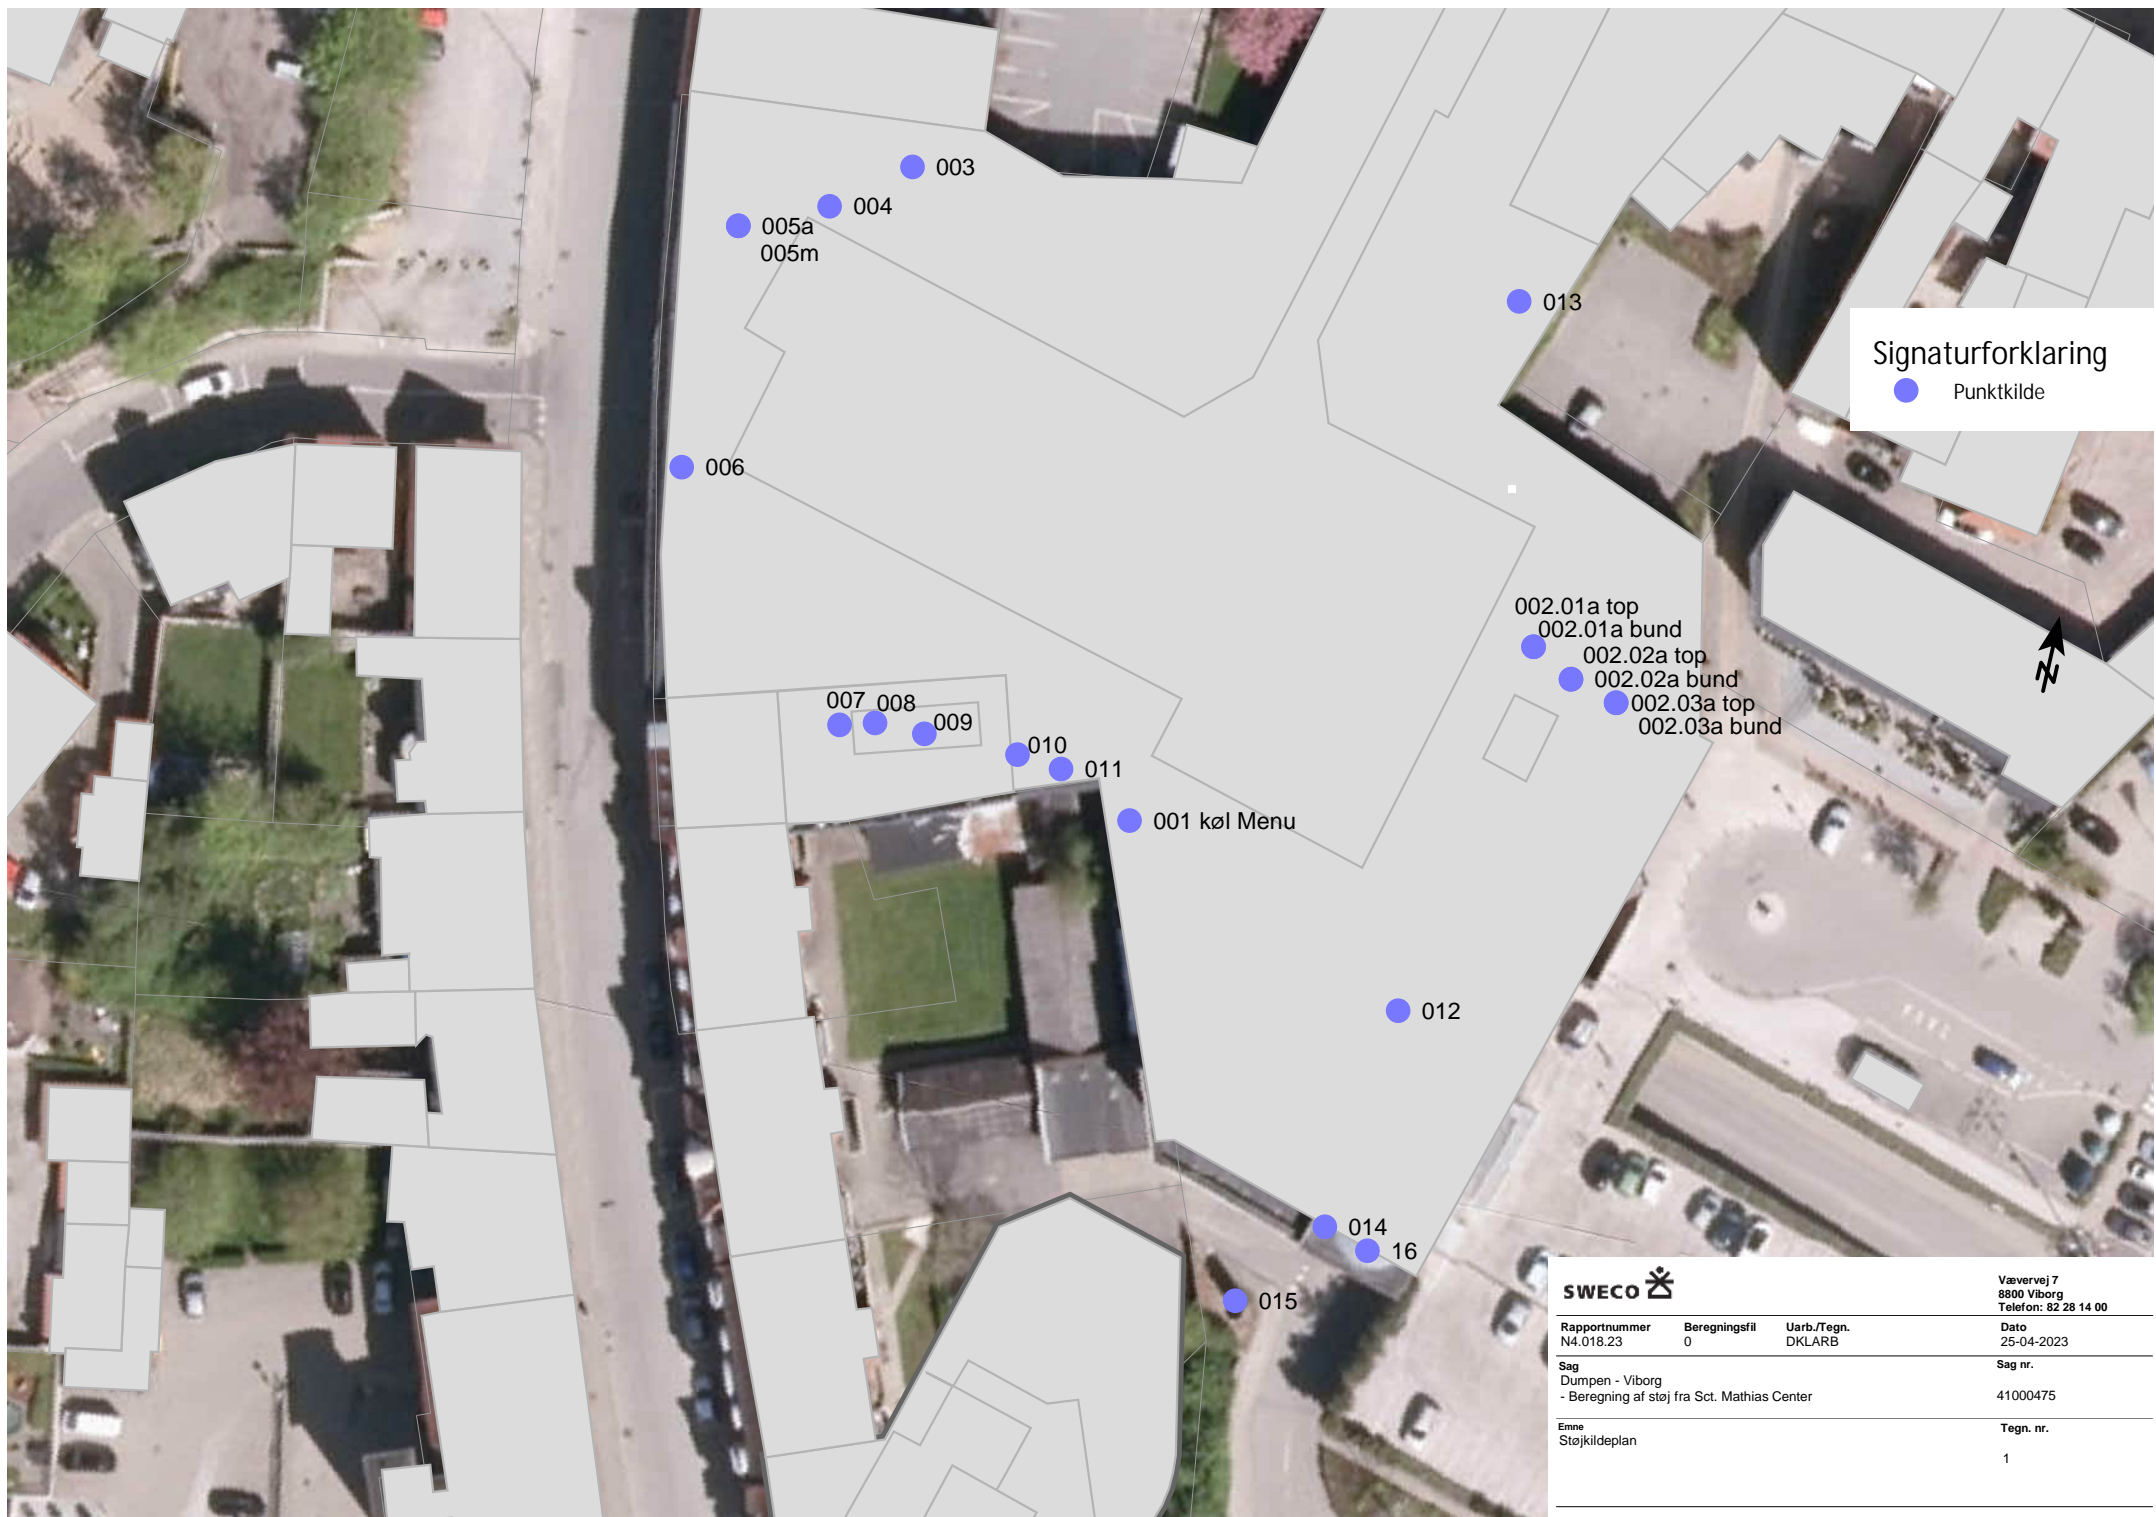 003
004
005a
005m
013
Signaturforklaring
Punktkilde
006
002.01a top
002.01a bund
002.02a top
002.02a bund
002.03a top
002.03a bund
N
007
008
009
010
011
001 køl Menu
012
014
16
015
SWECO
Vævervej 7
8800 Viborg
Telefon: 82 28 14 00
Rapportnummer Beregningsfil Uarb./Tegn. Dato
N4.018.23 0 DKLARB 25-04-2023
Sag Sag nr.
Dumpen - Viborg
- Beregning af støj fra Sct. Mathias Center 41000475
Emne Tegn. nr.
Støjkildeplan
1